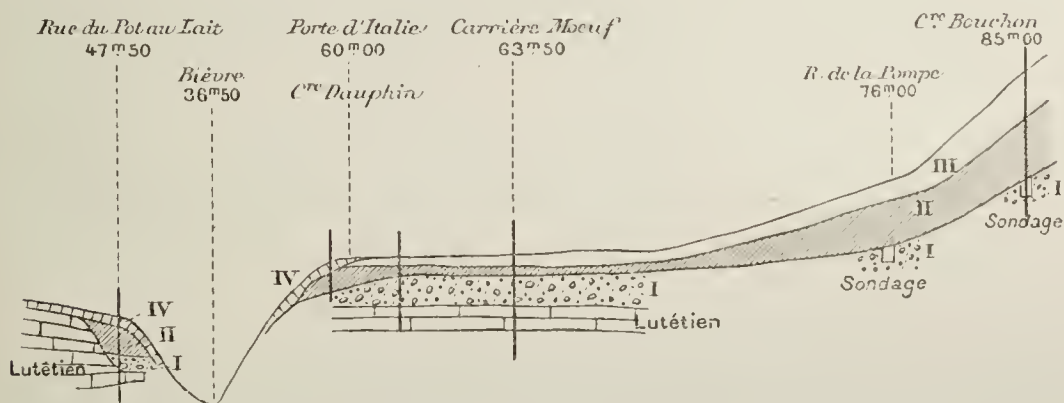 Rue du Pot au Lait
47m50
Bièvre
36m50
Porte d'Italie
60m00
Cre Dauphin
Carrière Moeuf
63m50
R. de la Pompe
76m00
Cre Bouchon
85m00
III
II
I
Sondage
I
Sondage
IV
I
Lutétien
IV
II
I
Lutétien